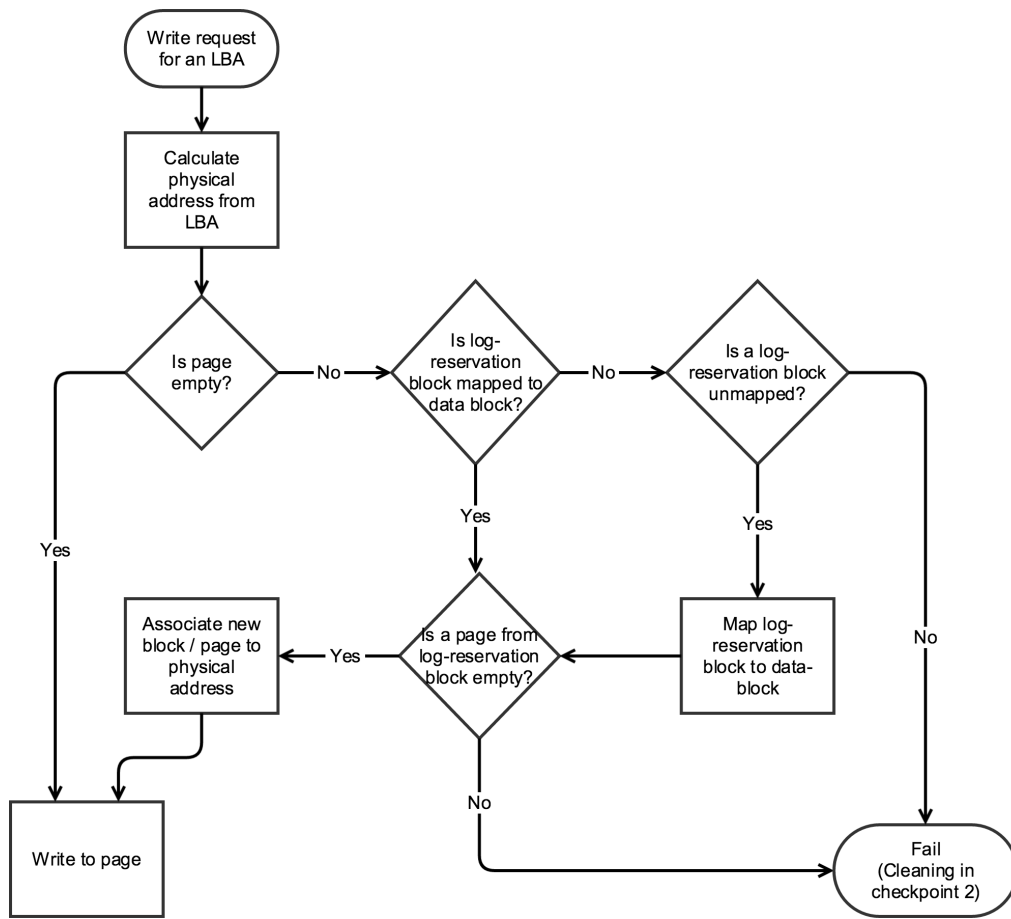 Write request
for an LBA
Calculate
physical
address from
LBA
Is page
empty?
No
Is log-
reservation
block mapped to
data block?
No
Is a log-
reservation block
unmapped?
Yes
Yes
Yes
No
Associate new
block / page to
physical
address
Yes
Is a page from
log-reservation
block empty?
Map log-
reservation
block to data-
block
No
Write to page
Fail
(Cleaning in
checkpoint 2)